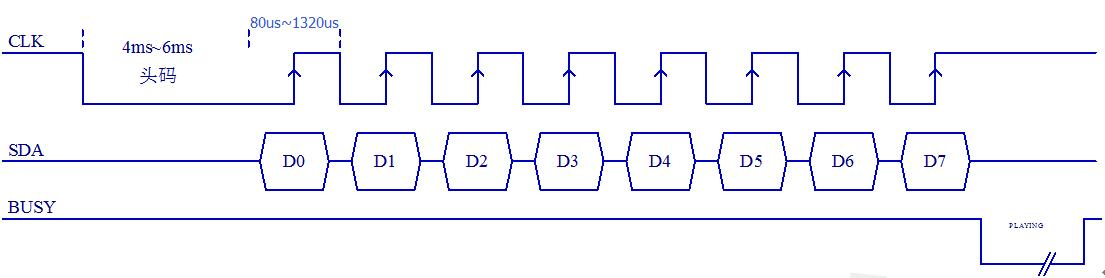 80us~1320us
CLK
4ms~6ms
头码
SDA
D0 D1 D2 D3 D4 D5 D6 D7
BUSY
PLAYING